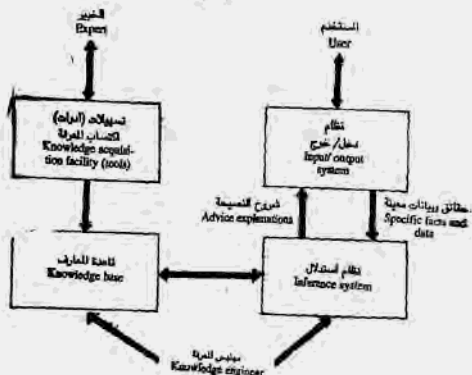 الخبير
Expert
المستخدم
User
تسهيلات (أدوات)
اكتساب المعرفة
Knowledge acquisi-
tion facility (tools)
نظام
دخل/ خرج
Input/ output
system
شروح النصيحة
Advice explanations
حقائق وبيانات معينة
Specific facts and
data
قاعدة المعارف
Knowledge base
نظام استدلال
Inference system
مهندس المعرفة
Knowledge engineer